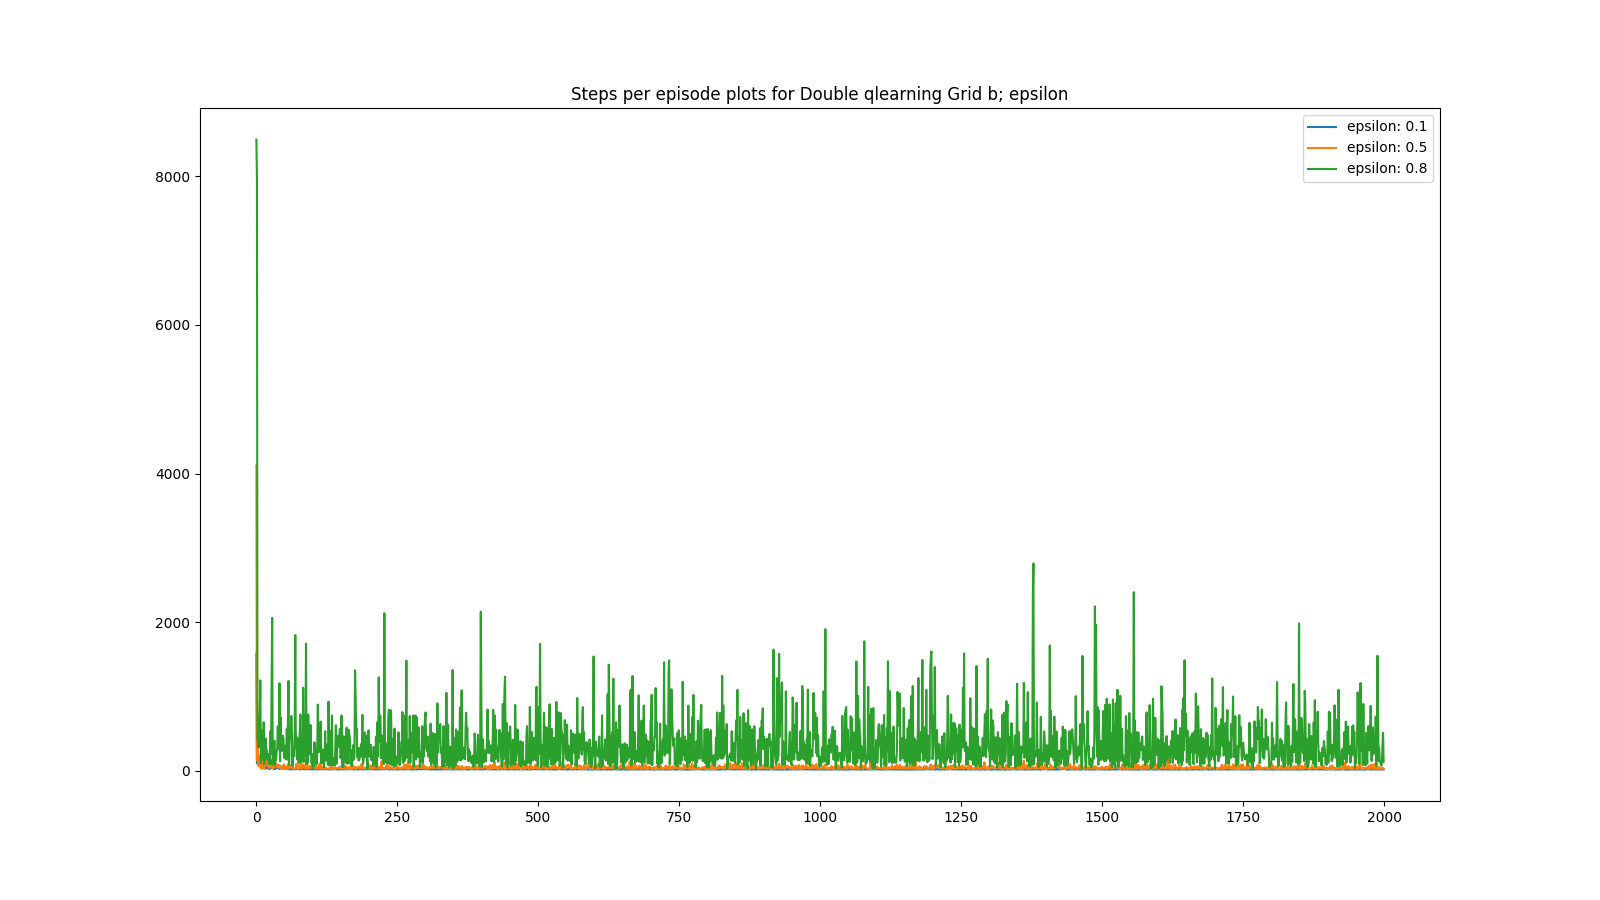 Steps per episode plots for Double qlearning Grid b; epsilon
epsilon: 0.1
epsilon: 0.5
epsilon: 0.8
8000
6000
4000
2000
0
0 250 500 750 1000 1250 1500 1750 2000